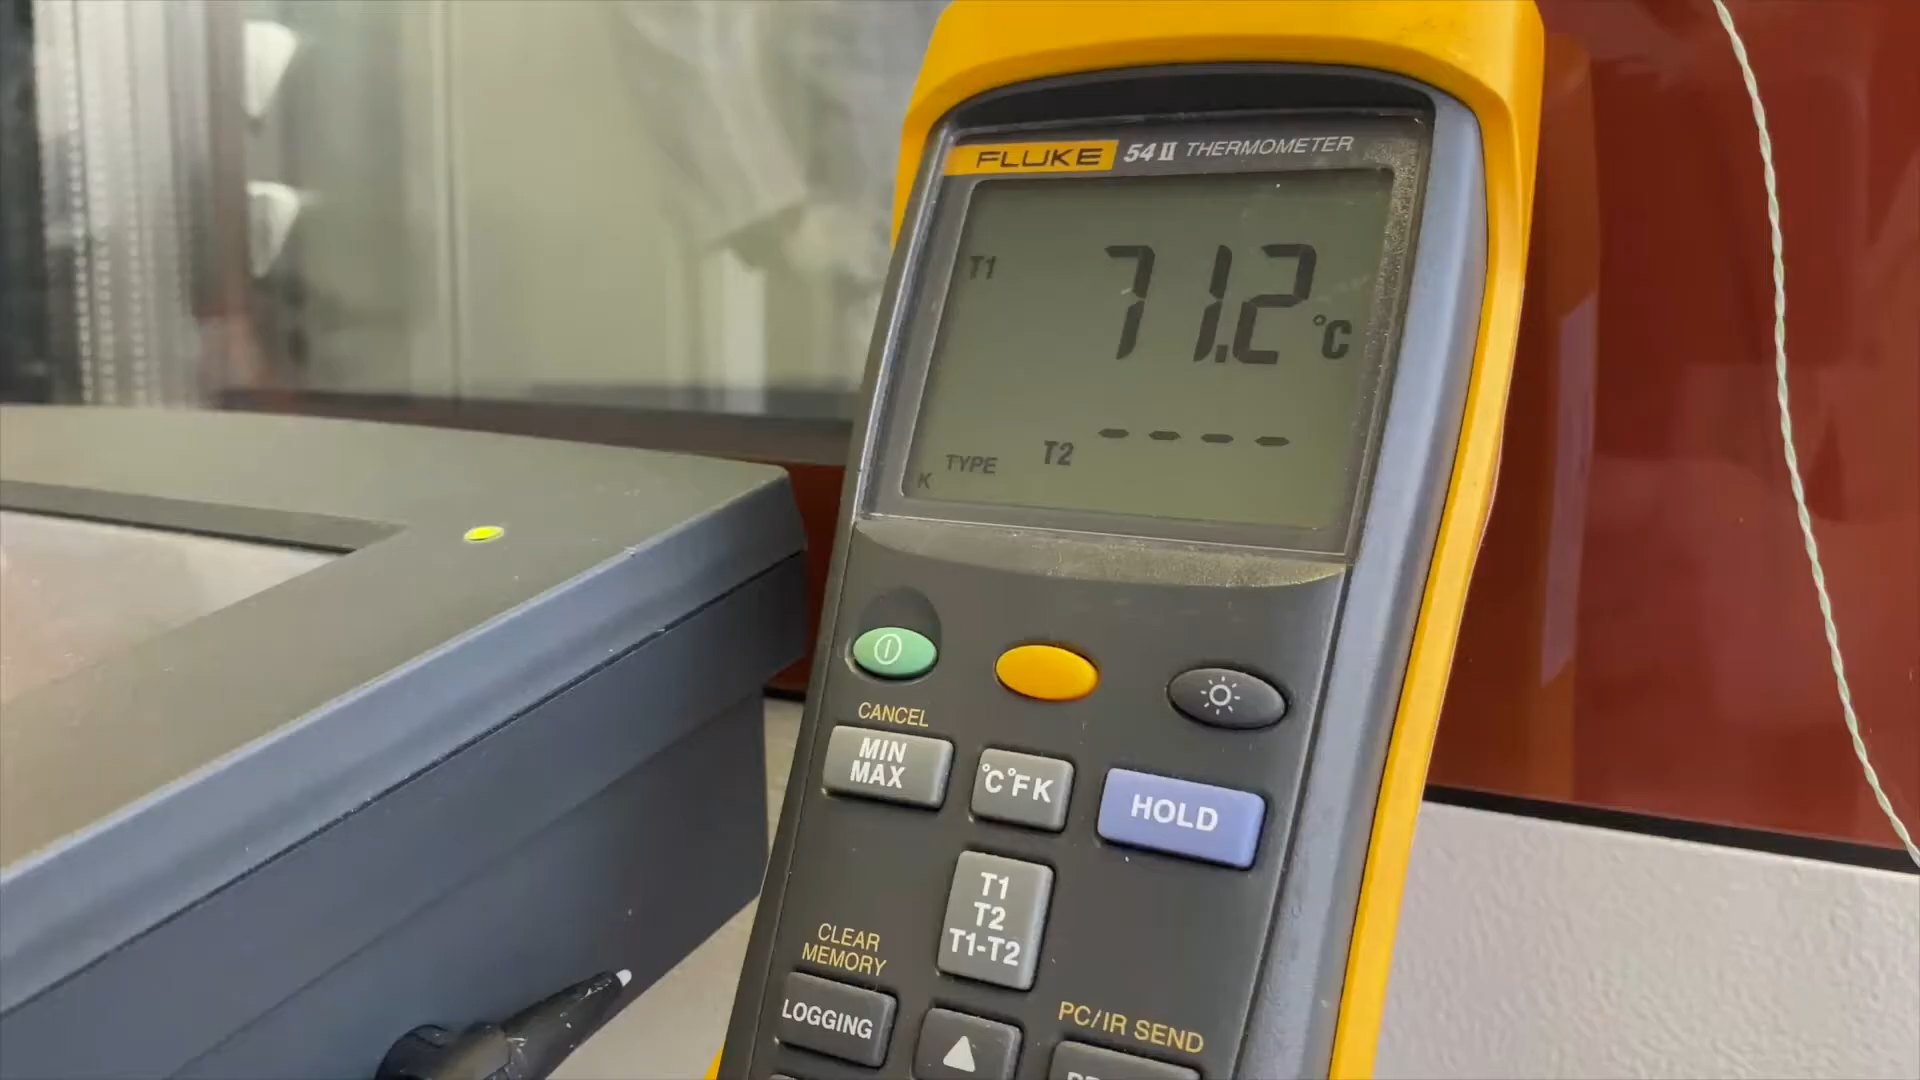 FLUKE 54 II THERMOMETER
T1 71.2 °C
K TYPE T2 ----
CANCEL
MIN
MAX
°C°FK
HOLD
T1
T2
T1-T2
CLEAR
MEMORY
LOGGING
PC/IR SEND